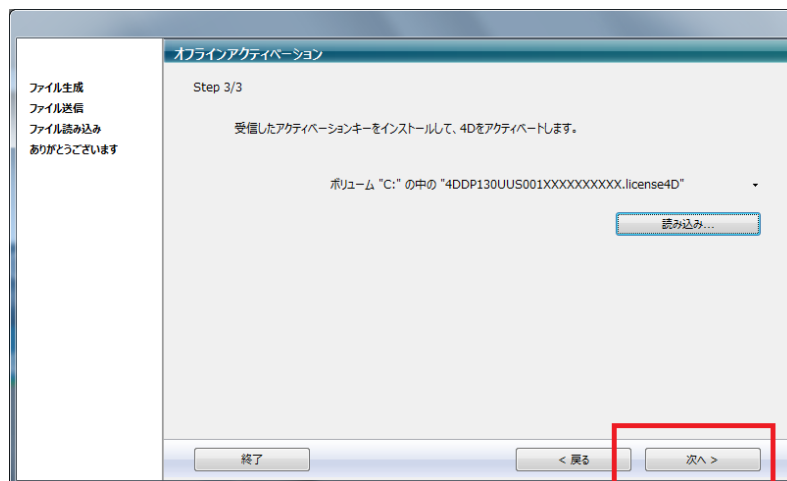 オフラインアクティベーション
ファイル生成
ファイル送信
ファイル読み込み
ありがとうございます
Step 3/3
受信したアクティベーションキーをインストールして、4Dをアクティベートします。
ボリューム "C:" の中の "4DDP130UUS001XXXXXXXXXX.license4D"
読み込み...
終了
< 戻る
次へ >